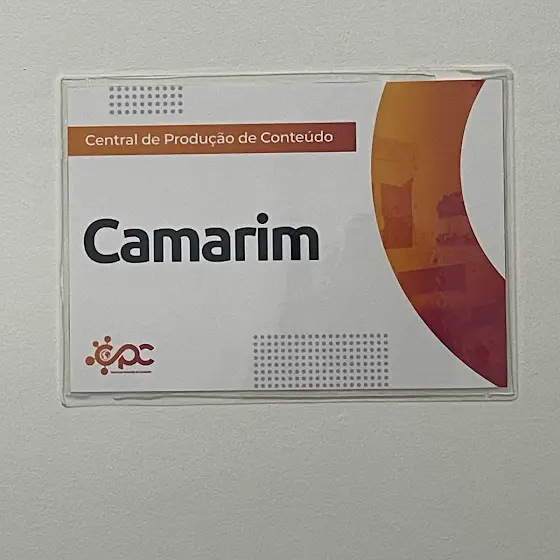 Central de Produção de Conteúdo
Camarim
CPC